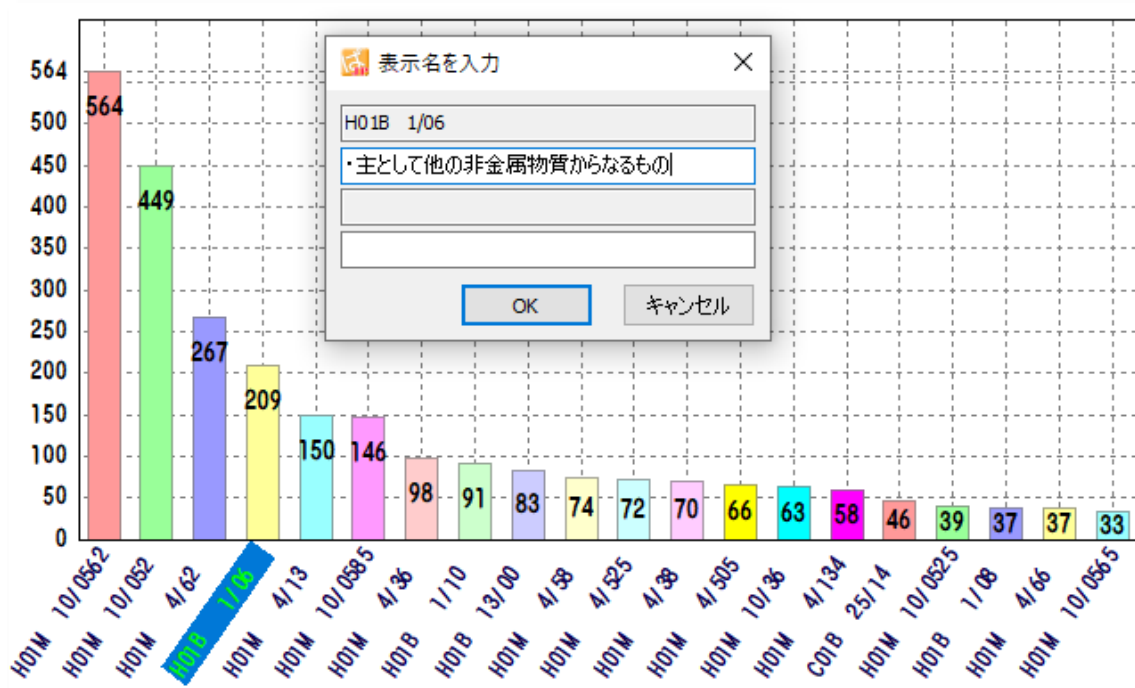 表示名を入力
H01B 1/06
・主として他の非金属物質からなるもの
OK
キャンセル
564
500
450
400
350
300
250
200
150
100
50
0
564
449
267
209
150
146
98
91
83
74
72
70
66
63
58
46
39
37
37
33
H01M 10/0562
H01M 10/052
H01M 4/62
H01B 1/06
H01M 4/13
H01M 10/0585
H01M 4/36
H01B 1/10
H01B 13/00
H01M 4/58
H01M 4/525
H01M 4/38
H01M 4/505
H01M 10/36
H01M 4/134
C01B 25/14
H01M 10/0525
H01B 1/08
H01M 4/66
H01M 10/0565